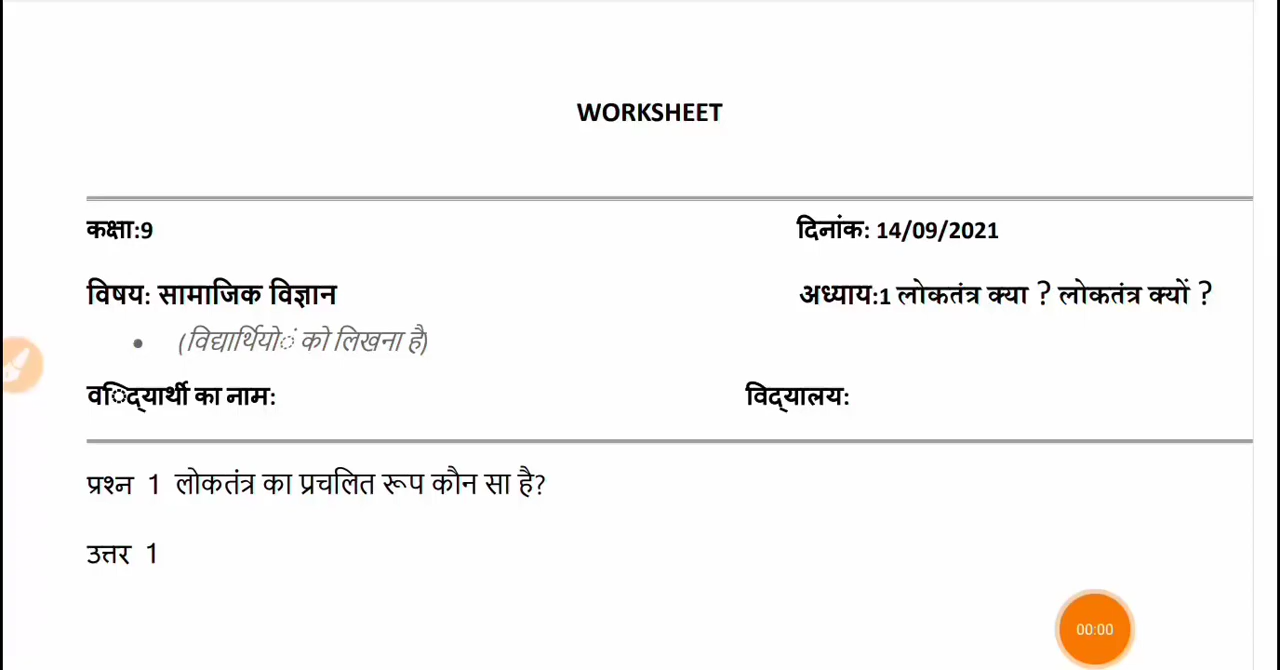 WORKSHEET
कक्षा:9 दिनांक: 14/09/2021
विषय: सामाजिक विज्ञान अध्याय:1 लोकतंत्र क्या ? लोकतंत्र क्यों ?
• (विद्यार्थियोंं को लिखना है)
वि​िद्यार्थी का नाम: विद्यालय:
प्रश्न 1 लोकतंत्र का प्रचलित रूप कौन सा है?
उत्तर 1
00:00